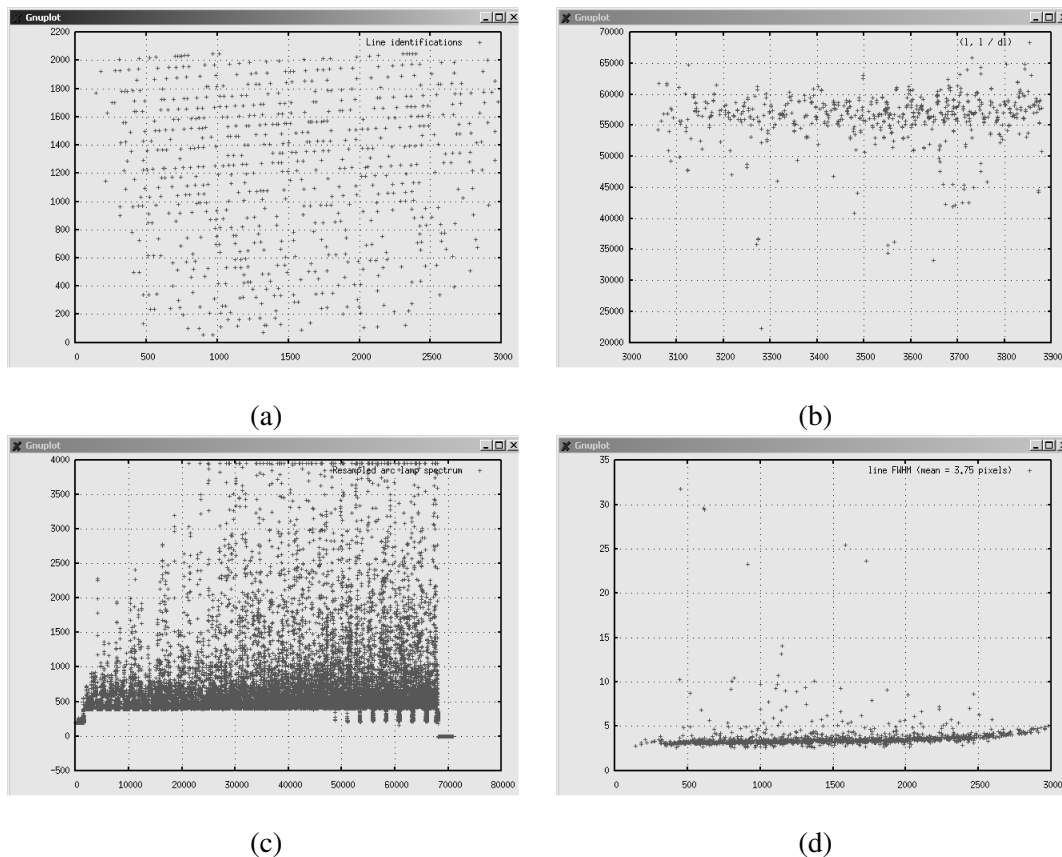 Gnuplot
Line identifications
2200
2000
1800
1600
1400
1200
1000
800
600
400
200
0
0 500 1000 1500 2000 2500 3000
(a)
Gnuplot
(l, l / dl)
70000
65000
60000
55000
50000
45000
40000
35000
30000
25000
20000
3000 3100 3200 3300 3400 3500 3600 3700 3800 3900
(b)
Gnuplot
Resampled arc lamp spectrum
4000
3500
3000
2500
2000
1500
1000
500
0
-500
0 10000 20000 30000 40000 50000 60000 70000 80000
(c)
Gnuplot
line FWHM (mean = 3.75 pixels)
35
30
25
20
15
10
5
0
0 500 1000 1500 2000 2500 3000
(d)